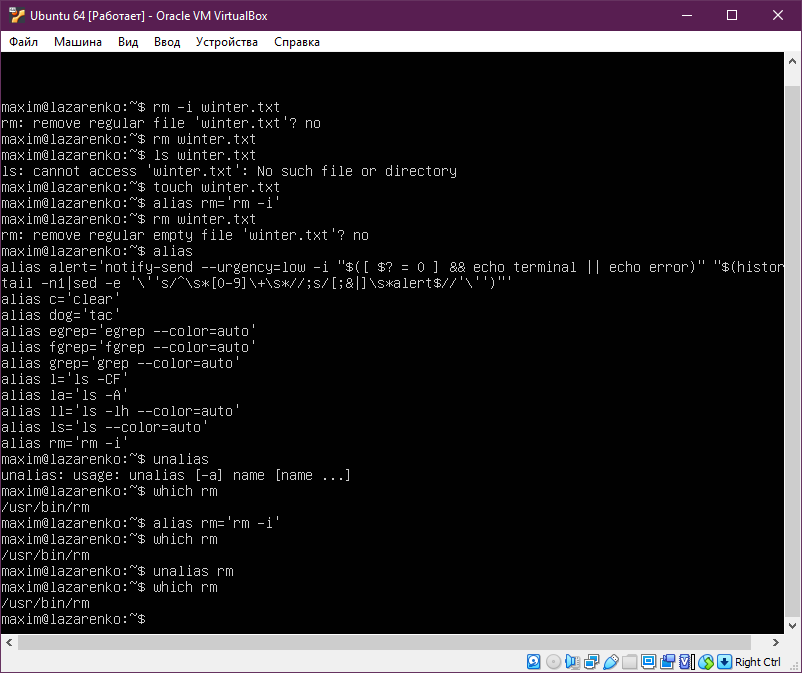 Ubuntu 64 [Работает] - Oracle VM VirtualBox
Файл Машина Вид Ввод Устройства Справка
maxim@lazarenko:~$ rm -i winter.txt
rm: remove regular file 'winter.txt'? no
maxim@lazarenko:~$ rm winter.txt
maxim@lazarenko:~$ ls winter.txt
ls: cannot access 'winter.txt': No such file or directory
maxim@lazarenko:~$ touch winter.txt
maxim@lazarenko:~$ alias rm='rm -i'
maxim@lazarenko:~$ rm winter.txt
rm: remove regular empty file 'winter.txt'? no
maxim@lazarenko:~$ alias
alias alert='notify-send --urgency=low -i "$([ $? = 0 ] && echo terminal || echo error)" "$(histor
tail -n1|sed -e '\''s/^\s*[0-9]\+\s*//;s/[;&|]\s*alert$//'\'')"'
alias c='clear'
alias dog='tac'
alias egrep='egrep --color=auto'
alias fgrep='fgrep --color=auto'
alias grep='grep --color=auto'
alias l='ls -CF'
alias la='ls -A'
alias ll='ls -lh --color=auto'
alias ls='ls --color=auto'
alias rm='rm -i'
maxim@lazarenko:~$ unalias
unalias: usage: unalias [-a] name [name ...]
maxim@lazarenko:~$ which rm
/usr/bin/rm
maxim@lazarenko:~$ alias rm='rm -i'
maxim@lazarenko:~$ which rm
/usr/bin/rm
maxim@lazarenko:~$ unalias rm
maxim@lazarenko:~$ which rm
/usr/bin/rm
maxim@lazarenko:~$
Right Ctrl